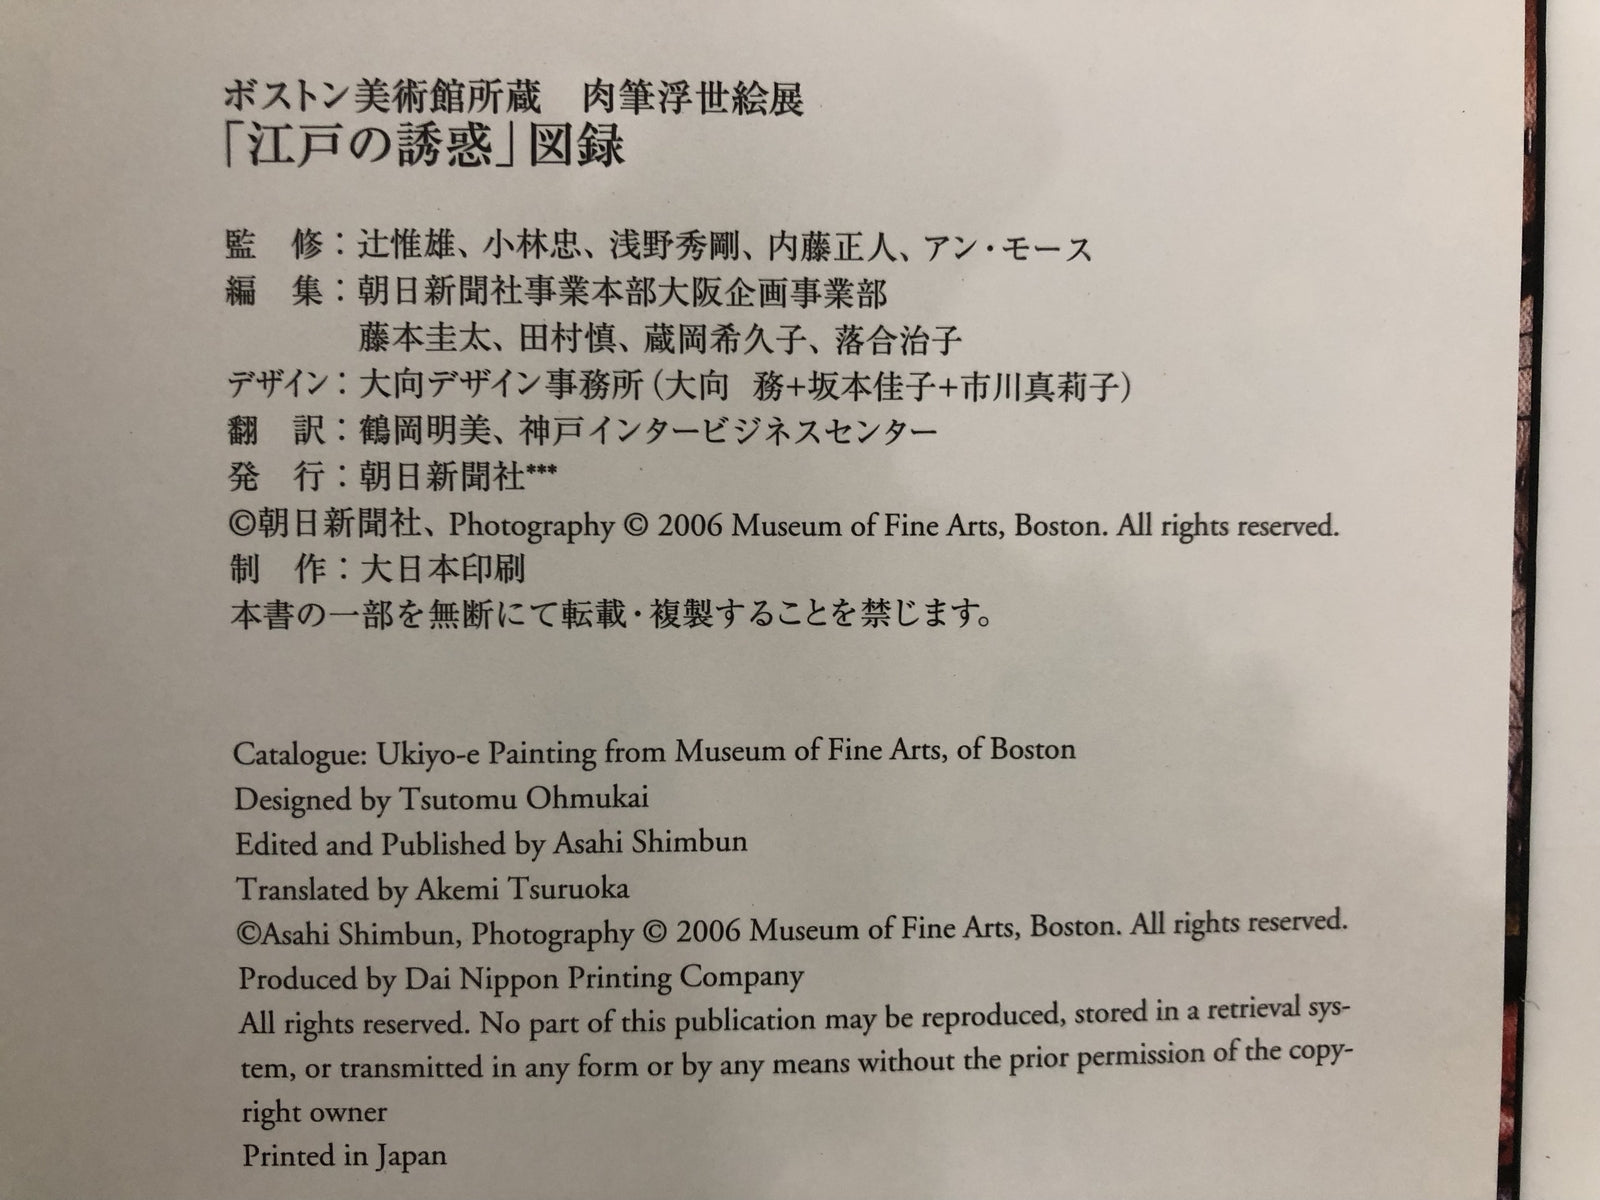 ボストン美術館所蔵　肉筆浮世絵展
「江戸の誘惑」図録
監　修：辻惟雄、小林忠、浅野秀剛、内藤正人、アン・モース
編　集：朝日新聞社事業本部大阪企画事業部
藤本圭太、田村慎、蔵岡希久子、落合治子
デザイン：大向デザイン事務所（大向　務+坂本佳子+市川真莉子）
翻　訳：鶴岡明美、神戸インタービジネスセンター
発　行：朝日新聞社***
©朝日新聞社、Photography © 2006 Museum of Fine Arts, Boston. All rights reserved.
制　作：大日本印刷
本書の一部を無断にて転載・複製することを禁じます。
Catalogue: Ukiyo-e Painting from Museum of Fine Arts, of Boston
Designed by Tsutomu Ohmukai
Edited and Published by Asahi Shimbun
Translated by Akemi Tsuruoka
©Asahi Shimbun, Photography © 2006 Museum of Fine Arts, Boston. All rights reserved.
Produced by Dai Nippon Printing Company
All rights reserved. No part of this publication may be reproduced, stored in a retrieval sys-
tem, or transmitted in any form or by any means without the prior permission of the copy-
right owner
Printed in Japan